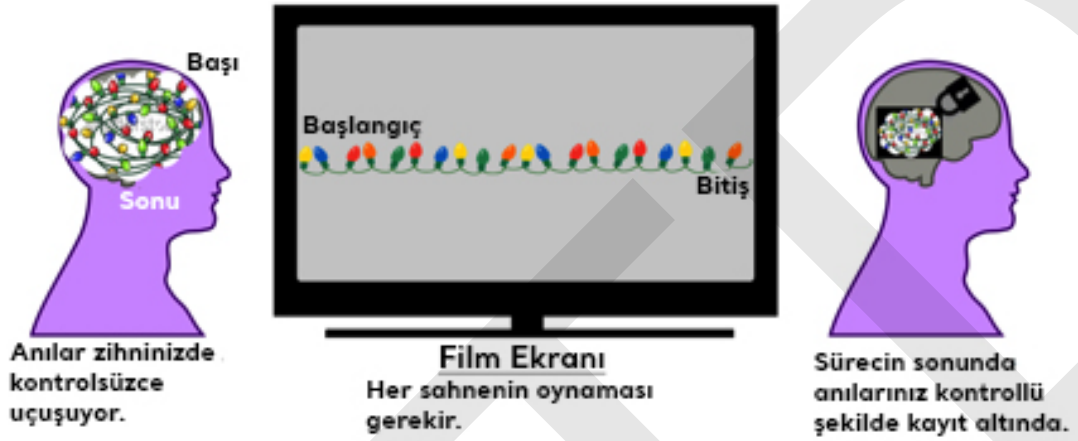 Başı
Sonu
Anılar zihninizde
kontrolsüzce
uçuşuyor.
Başlangıç
Bitiş
Film Ekranı
Her sahnenin oynaması
gerekir.
Sürecin sonunda
anılarınız kontrollü
şekilde kayıt altında.